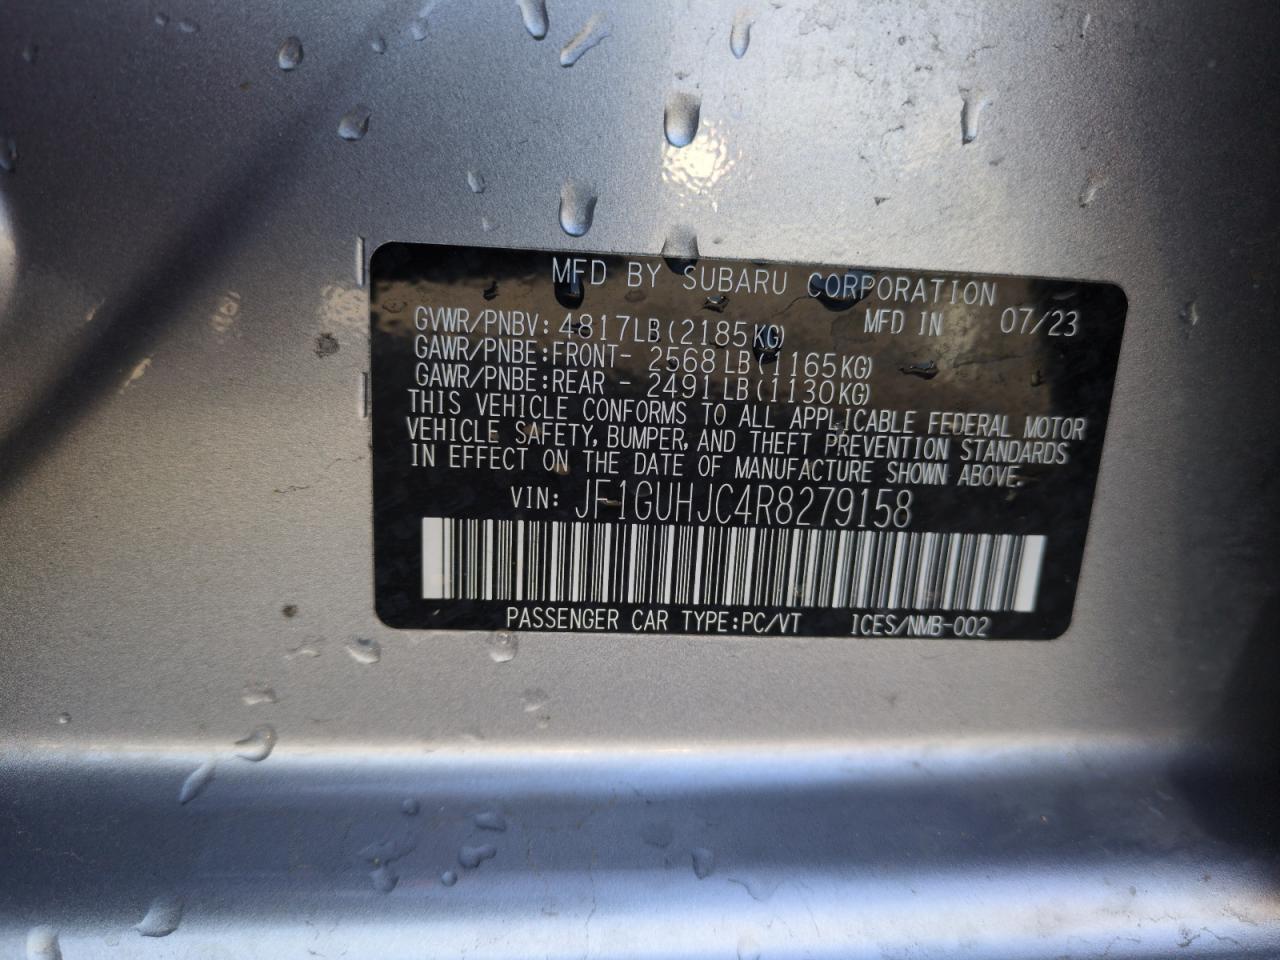 MFD BY SUBARU CORPORATION
GVWR/PNBV: 4817LB(2185KG) MFD IN 07/23
GAWR/PNBE:FRONT- 2568LB(1165KG)
GAWR/PNBE:REAR - 2491LB(1130KG)
THIS VEHICLE CONFORMS TO ALL APPLICABLE FEDERAL MOTOR
VEHICLE SAFETY, BUMPER, AND THEFT PREVENTION STANDARDS
IN EFFECT ON THE DATE OF MANUFACTURE SHOWN ABOVE.
VIN: JF1GUHJC4R8279158
PASSENGER CAR TYPE:PC/VT ICES/NMB-002